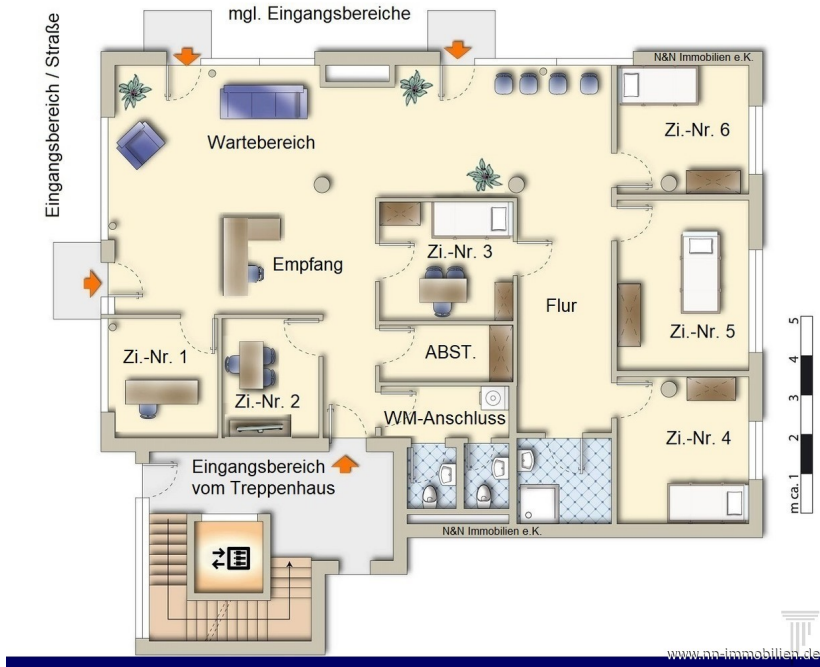 mgl. Eingangsbereiche
Eingangsbereich / Straße
N&N Immobilien e.K.
Wartebereich
Zi.-Nr. 6
Zi.-Nr. 3
Empfang
Flur
Zi.-Nr. 5
Zi.-Nr. 1
ABST.
Zi.-Nr. 2
WM-Anschluss
Zi.-Nr. 4
Eingangsbereich
vom Treppenhaus
N&N Immobilien e.K.
m ca. 1 2 3 4 5
www.nn-immobilien.de